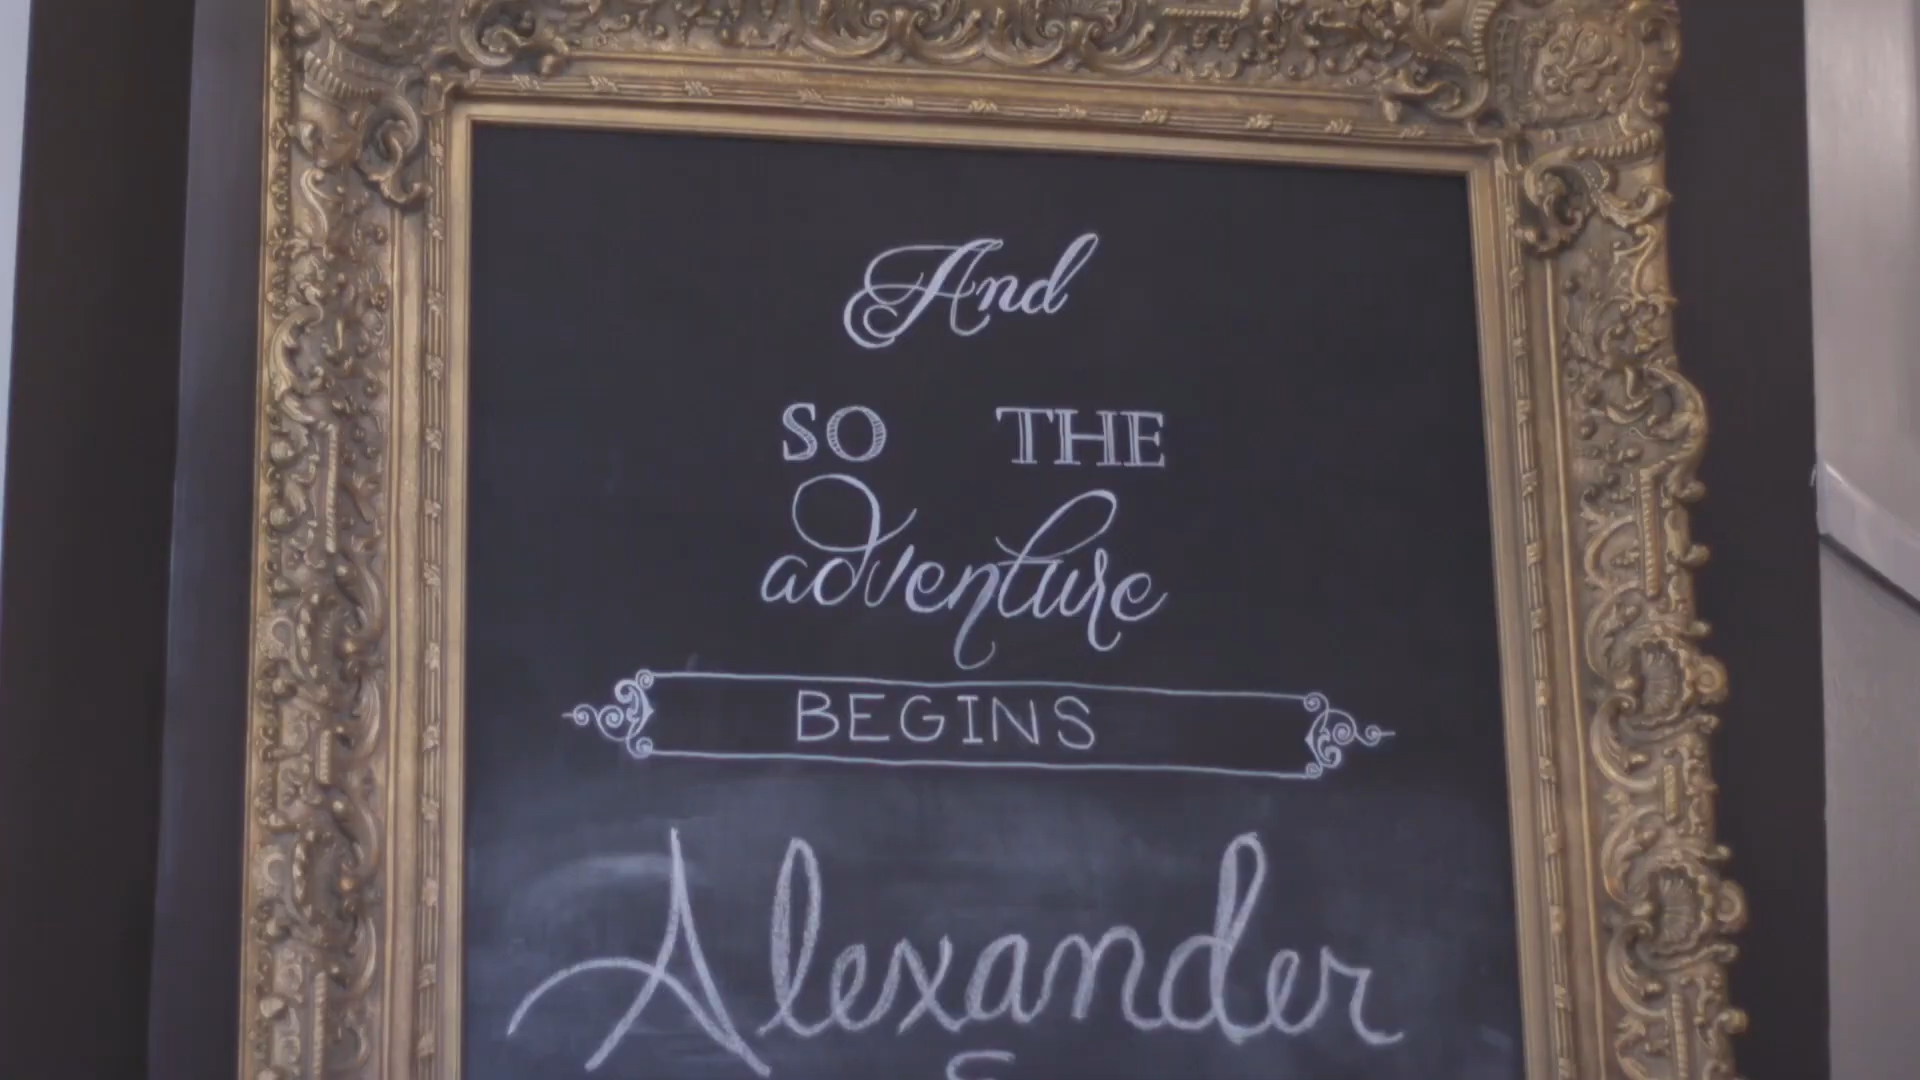 And
SO THE
adventure
BEGINS
Alexander